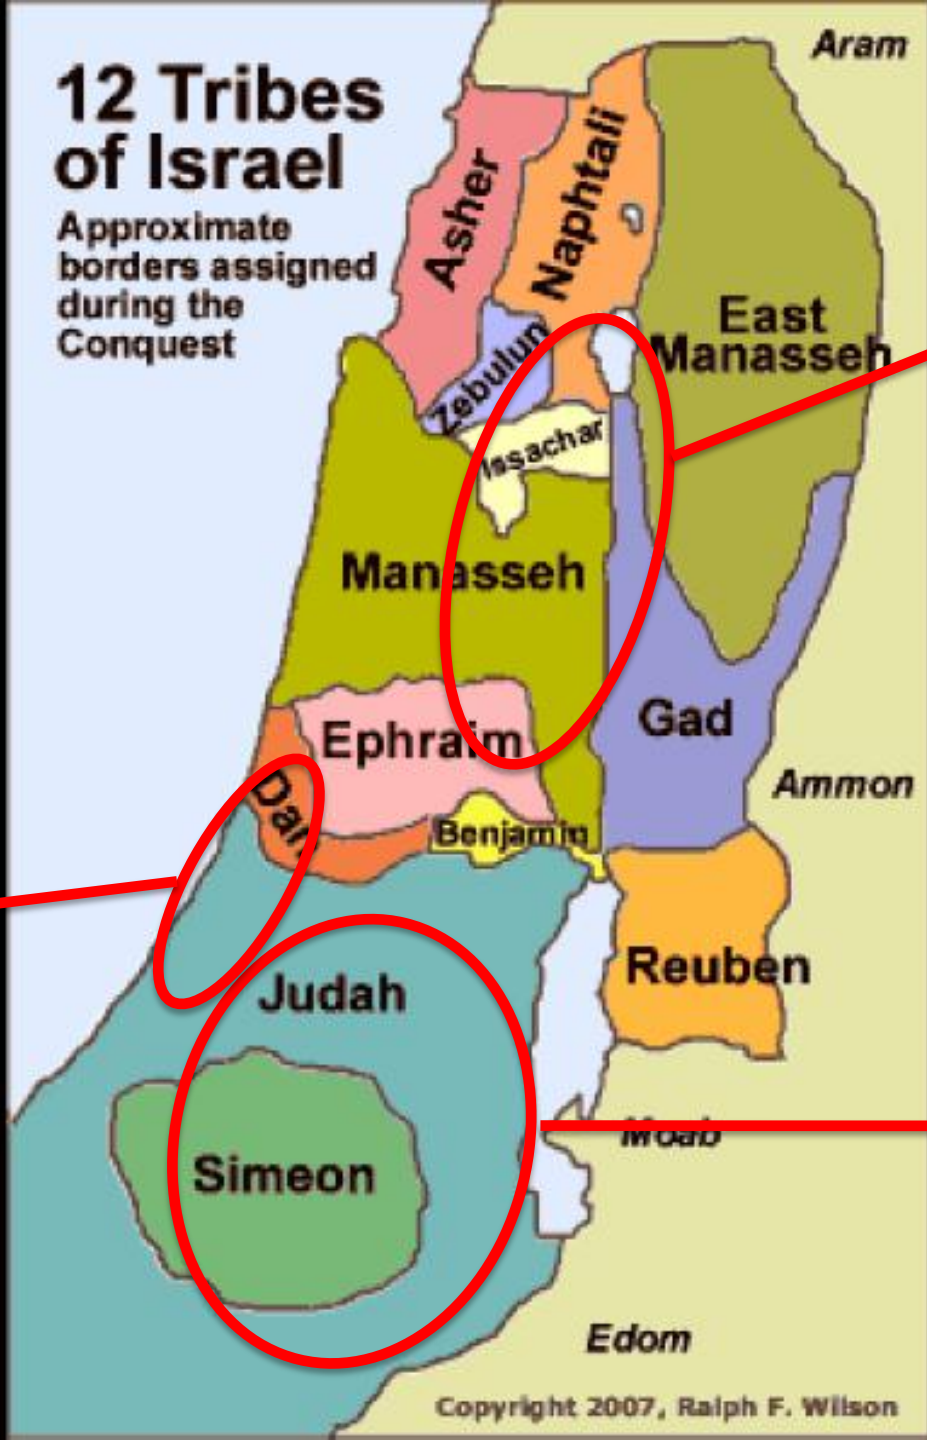 12 Tribes
of Israel
Approximate
borders assigned
during the
Conquest
Aram
Asher
Naphtali
East
Manasseh
Zebulun
Issachar
Manasseh
Gad
Ephraim
Dan
Benjamin
Ammon
Reuben
Judah
Moab
Simeon
Edom
Copyright 2007, Ralph F. Wilson